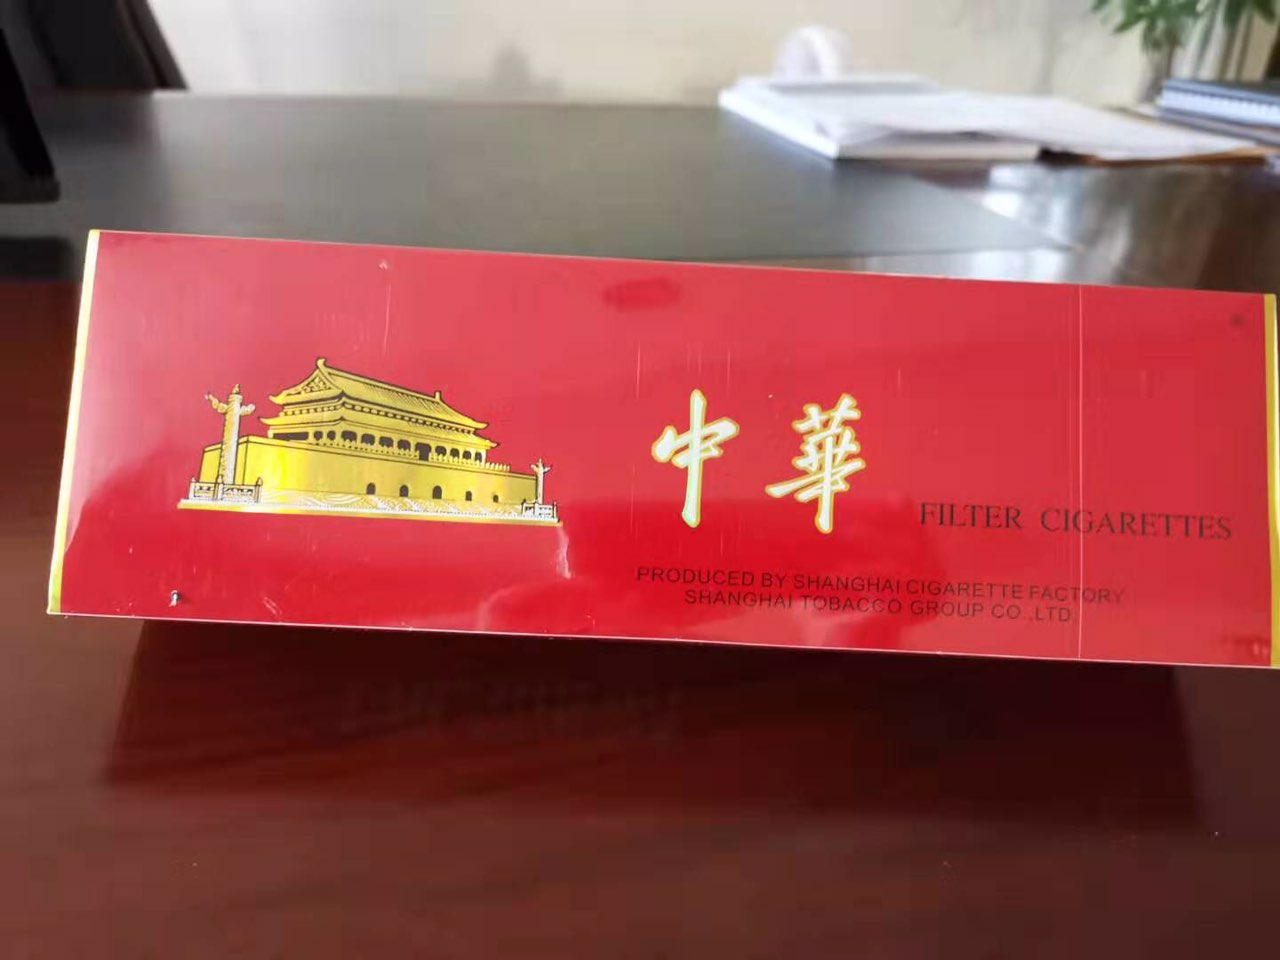 中華
FILTER CIGARETTES
PRODUCED BY SHANGHAI CIGARETTE FACTORY
SHANGHAI TOBACCO GROUP CO.,LTD.